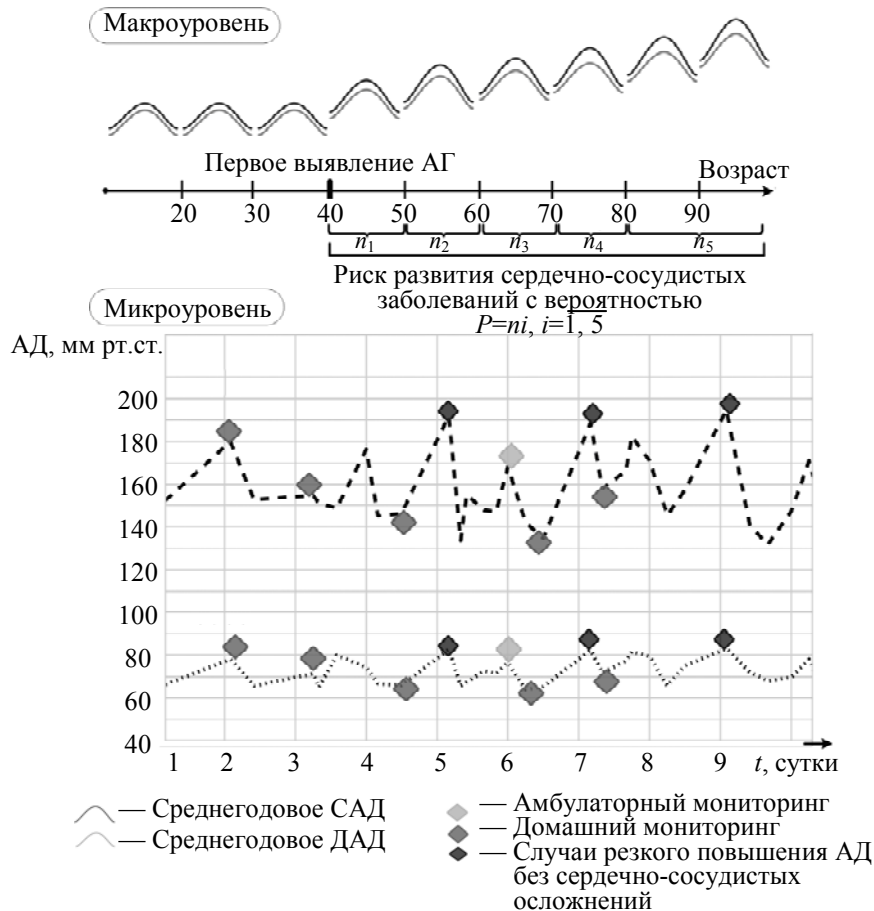 Макроуровень
Первое выявление АГ
Возраст
20 30 40 50 60 70 80 90
n1 n2 n3 n4 n5
Риск развития сердечно-сосудистых
заболеваний с вероятностью
P=ni, i=1, 5
Микроуровень
АД, мм рт.ст.
200
180
160
140
120
100
80
60
40
1 2 3 4 5 6 7 8 9 t, сутки
— Среднегодовое САД
— Среднегодовое ДАД
— Амбулаторный мониторинг
— Домашний мониторинг
— Случаи резкого повышения АД
без сердечно-сосудистых
осложнений